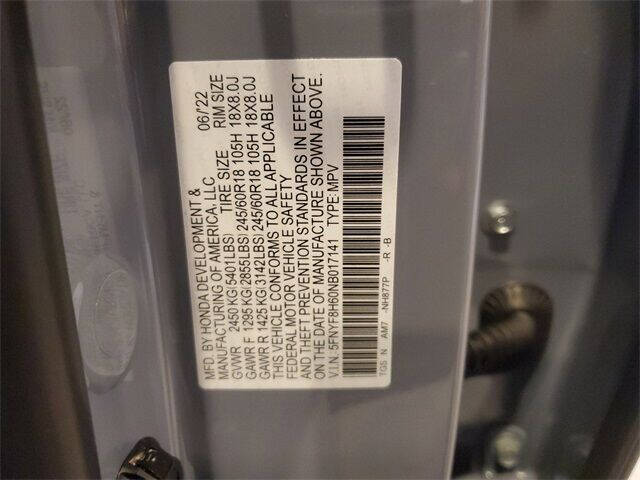 MFD. BY HONDA DEVELOPMENT & 06/'22
MANUFACTURING OF AMERICA, LLC
TIRE SIZE RIM SIZE
GVWR 2450 KG(5401LBS)
GAWR F 1295 KG(2855LBS) 245/60R18 105H 18X8.0J
GAWR R 1425 KG(3142LBS) 245/60R18 105H 18X8.0J
THIS VEHICLE CONFORMS TO ALL APPLICABLE
FEDERAL MOTOR VEHICLE SAFETY
AND THEFT PREVENTION STANDARDS IN EFFECT
ON THE DATE OF MANUFACTURE SHOWN ABOVE.
V.I.N. 5FNYF8H60NB017141 TYPE: MPV
TGS N AM7 -NH877P -R -B